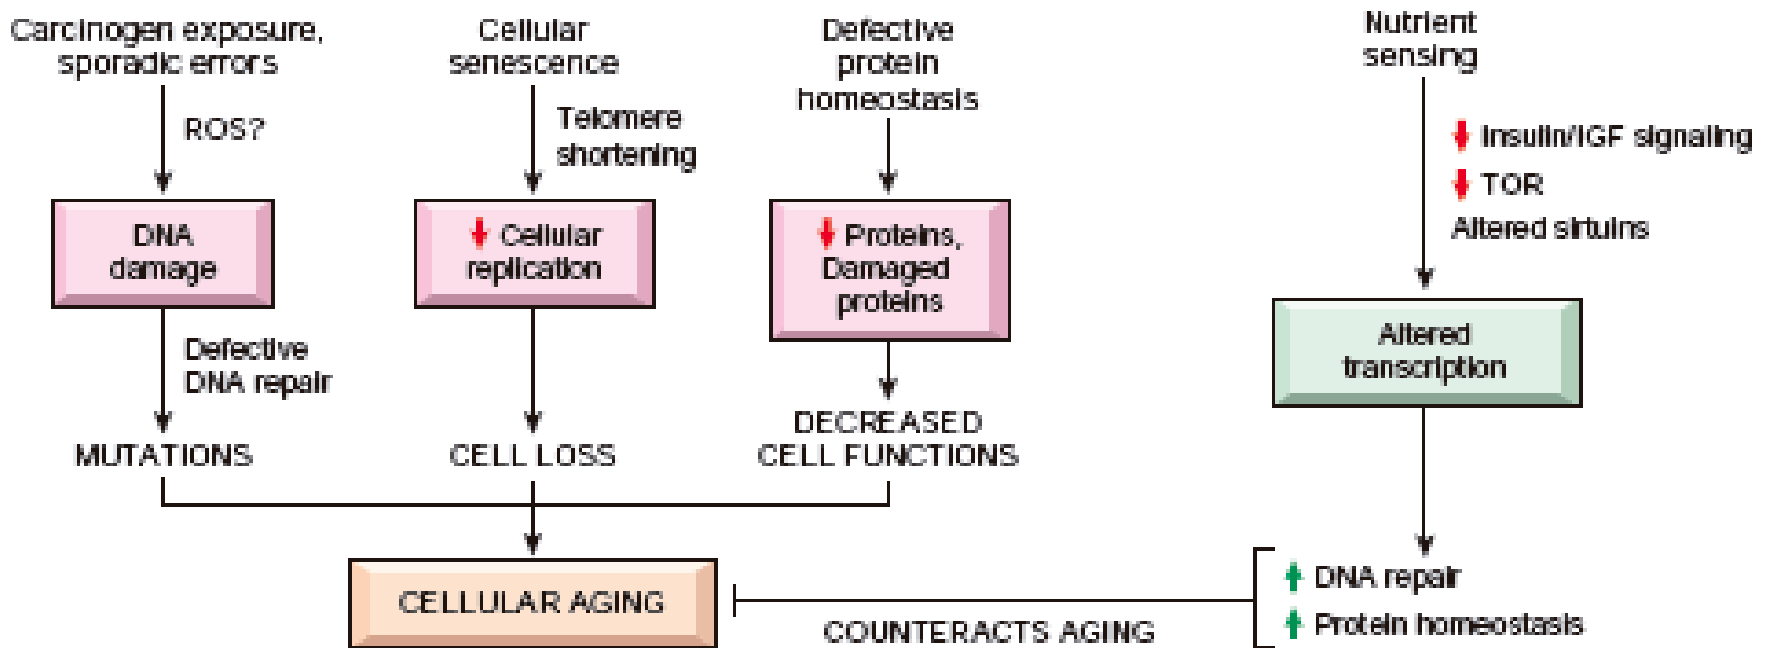 Carcinogen exposure,
sporadic errors
ROS?
DNA
damage
Defective
DNA repair
MUTATIONS
Cellular
senescence
Telomere
shortening
Cellular
replication
CELL LOSS
Defective
protein
homeostasis
Proteins,
Damaged
proteins
DECREASED
CELL FUNCTIONS
CELLULAR AGING
Nutrient
sensing
Insulin/IGF signaling
TOR
Altered sirtuins
Altered
transcription
DNA repair
Protein homeostasis
COUNTERACTS AGING